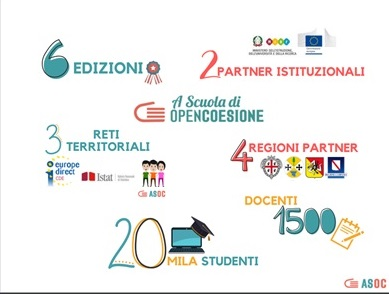 6 EDIZIONI
2 PARTNER ISTITUZIONALI
A Scuola di
OPENCOESIONE
3 RETI
TERRITORIALI
europe
direct
Istat
ASOC
4 REGIONI PARTNER
DOCENTI
1500
20 MILA STUDENTI
ASOC